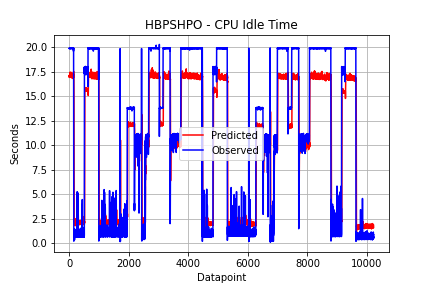 HBPSHPO - CPU Idle Time
20.0
17.5
15.0
12.5
10.0
7.5
5.0
2.5
0.0
Seconds
Predicted
Observed
0 2000 4000 6000 8000 10000
Datapoint